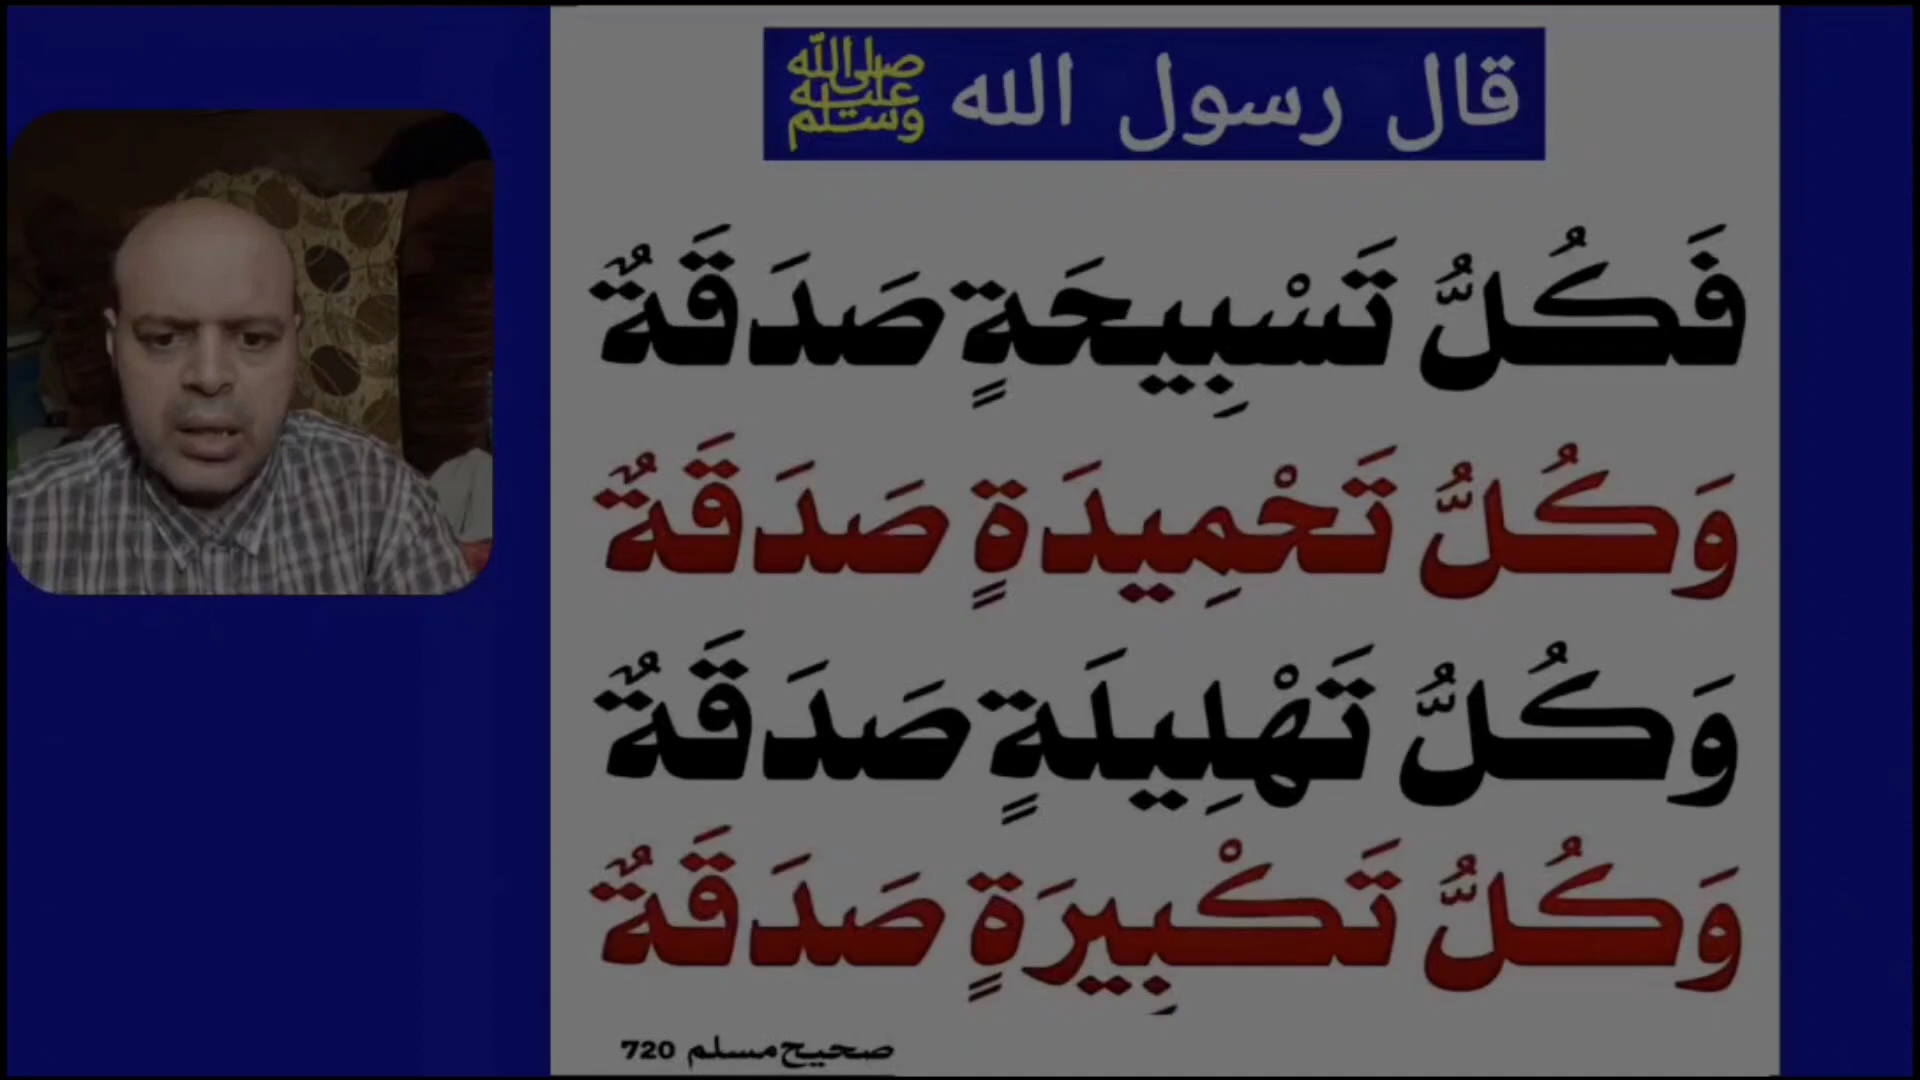 قال رسول الله ﷺ
فَكُلُّ تَسْبِيحَةٍ صَدَقَةٌ
وَكُلُّ تَحْمِيدَةٍ صَدَقَةٌ
وَكُلُّ تَهْلِيلَةٍ صَدَقَةٌ
وَكُلُّ تَكْبِيرَةٍ صَدَقَةٌ
صحيح مسلم 720